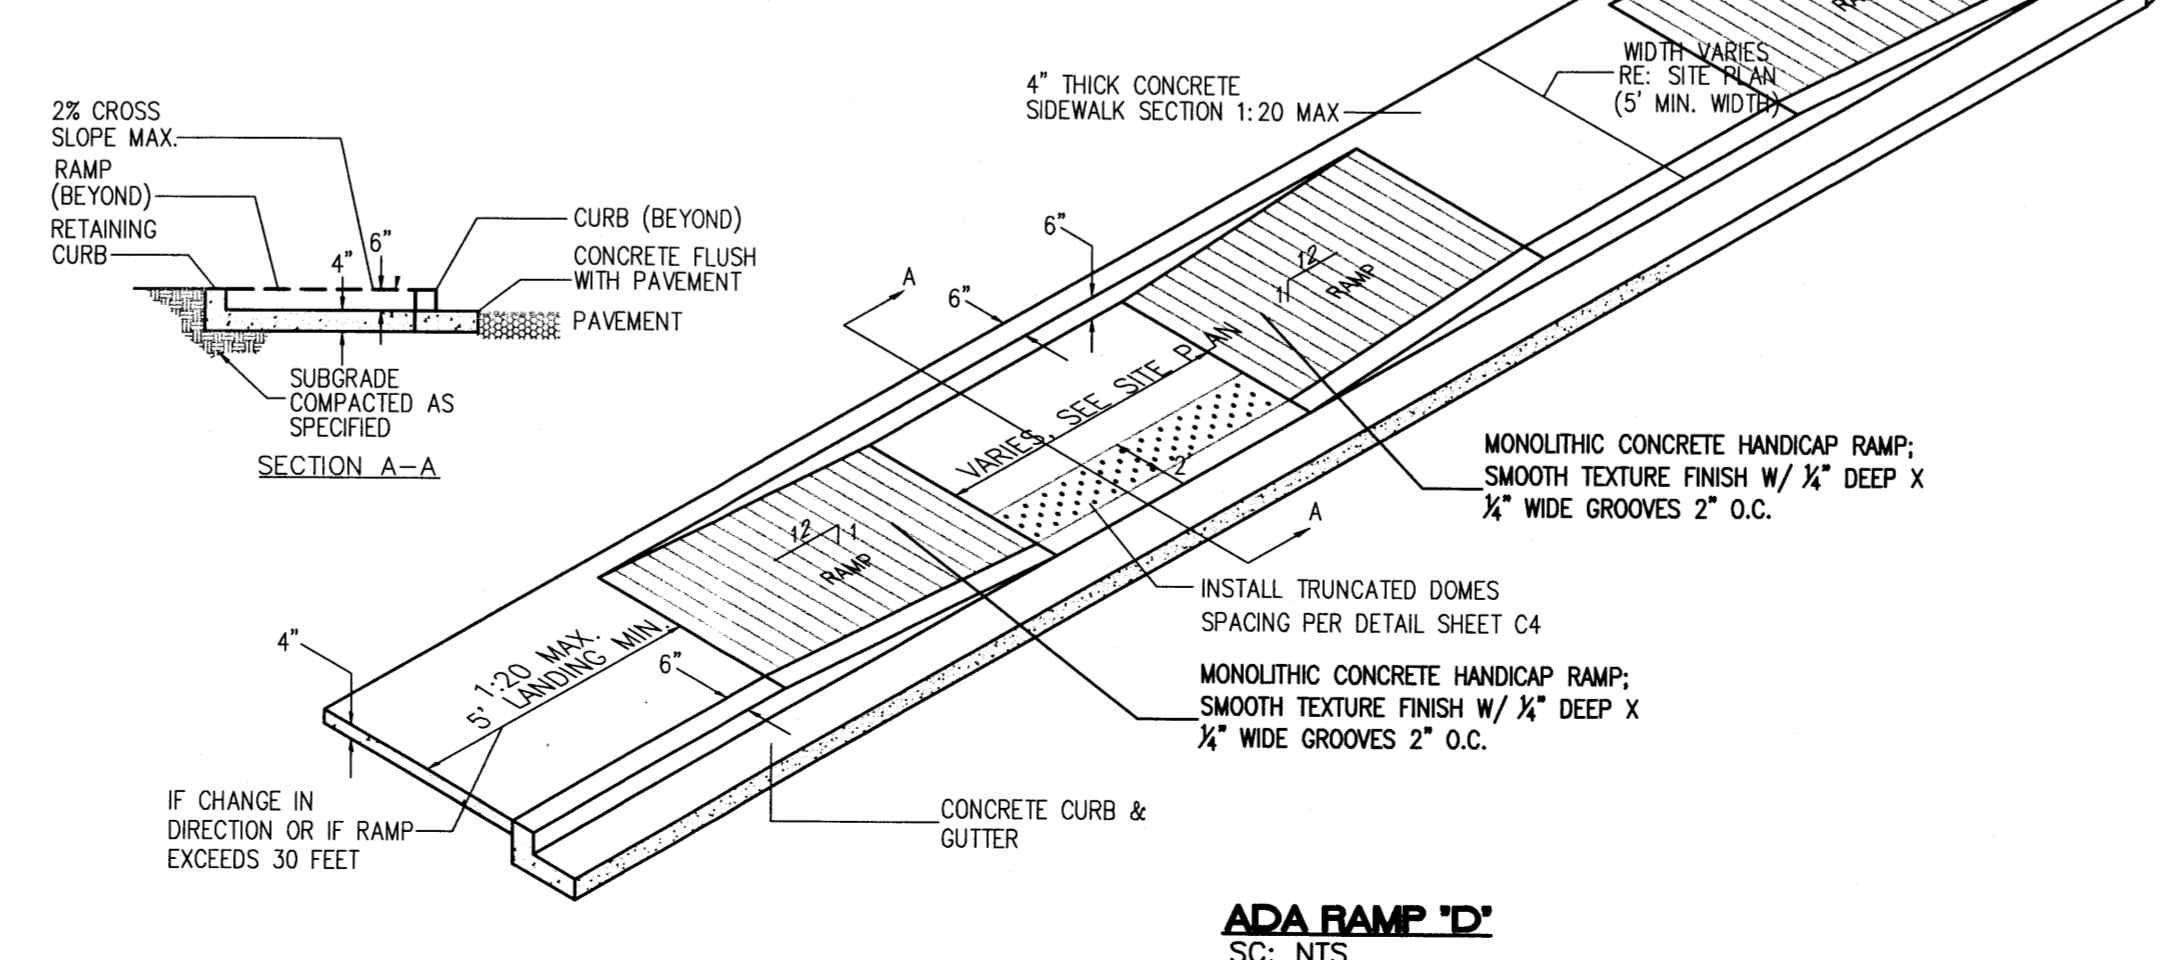 2% CROSS
SLOPE MAX.
RAMP
(BEYOND)
RETAINING
CURB
4"
6"
CURB (BEYOND)
CONCRETE FLUSH
WITH PAVEMENT
PAVEMENT
SUBGRADE
COMPACTED AS
SPECIFIED
SECTION A-A
4" THICK CONCRETE
SIDEWALK SECTION 1:20 MAX
WIDTH VARIES
RE: SITE PLAN
(5' MIN. WIDTH)
6"
6"
A
12
1
RAMP
VARIES, SEE SITE PLAN
2'
A
MONOLITHIC CONCRETE HANDICAP RAMP;
SMOOTH TEXTURE FINISH W/ ¼" DEEP X
¼" WIDE GROOVES 2" O.C.
12
1
RAMP
INSTALL TRUNCATED DOMES
SPACING PER DETAIL SHEET C4
MONOLITHIC CONCRETE HANDICAP RAMP;
SMOOTH TEXTURE FINISH W/ ¼" DEEP X
¼" WIDE GROOVES 2" O.C.
4"
1:20 MAX.
5' LANDING MIN.
6"
IF CHANGE IN
DIRECTION OR IF RAMP
EXCEEDS 30 FEET
CONCRETE CURB &
GUTTER
ADA RAMP "D"
SC: NTS